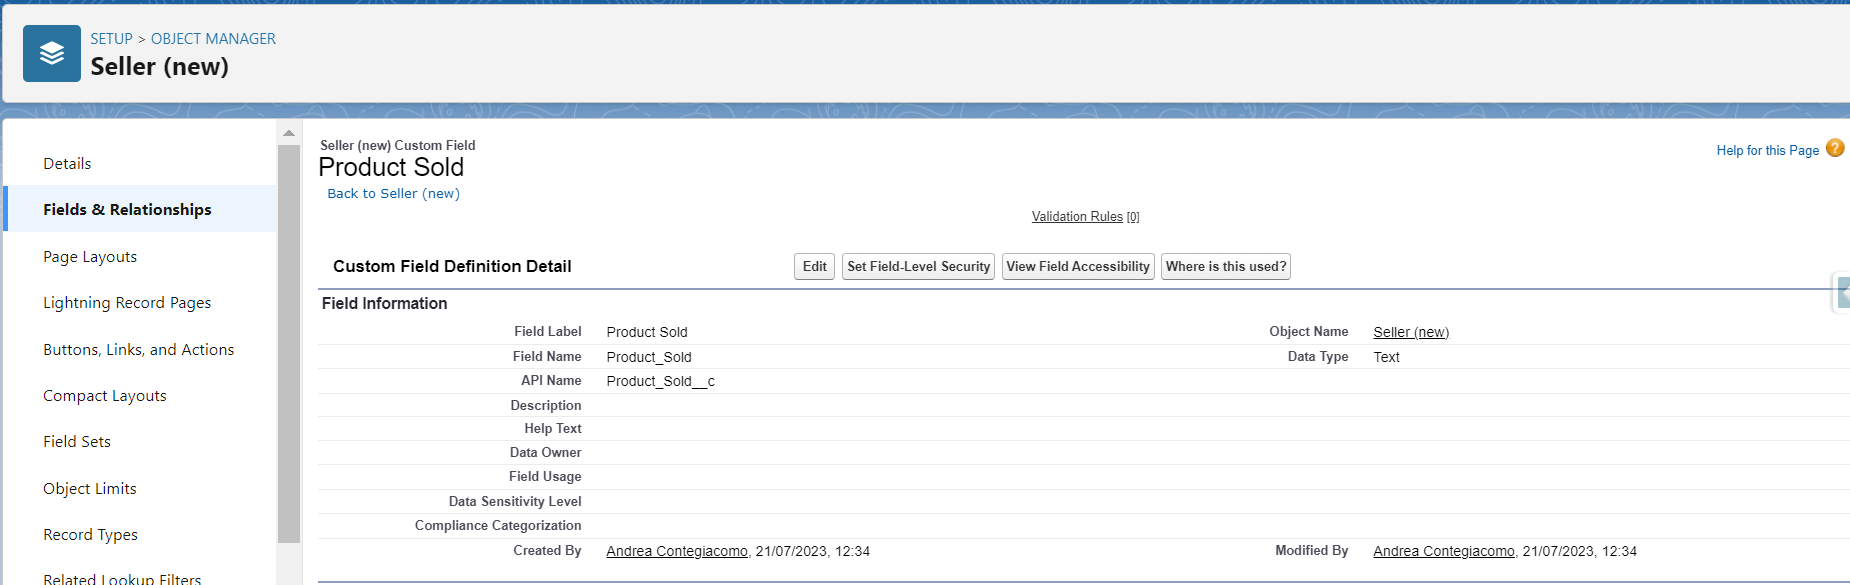 SETUP > OBJECT MANAGER
Seller (new)
Details
Fields & Relationships
Page Layouts
Lightning Record Pages
Buttons, Links, and Actions
Compact Layouts
Field Sets
Object Limits
Record Types
Related Lookup Filters
Seller (new) Custom Field
Product Sold
Back to Seller (new)
Help for this Page ?
Validation Rules [0]
Custom Field Definition Detail
Edit Set Field-Level Security View Field Accessibility Where is this used?
Field Information
Field Label Product Sold Object Name Seller (new)
Field Name Product_Sold Data Type Text
API Name Product_Sold__c
Description
Help Text
Data Owner
Field Usage
Data Sensitivity Level
Compliance Categorization
Created By Andrea Contegiacomo, 21/07/2023, 12:34 Modified By Andrea Contegiacomo, 21/07/2023, 12:34